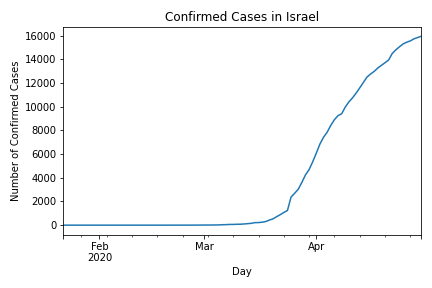 Confirmed Cases in Israel
Number of Confirmed Cases
16000
14000
12000
10000
8000
6000
4000
2000
0
Feb
2020
Mar
Apr
Day